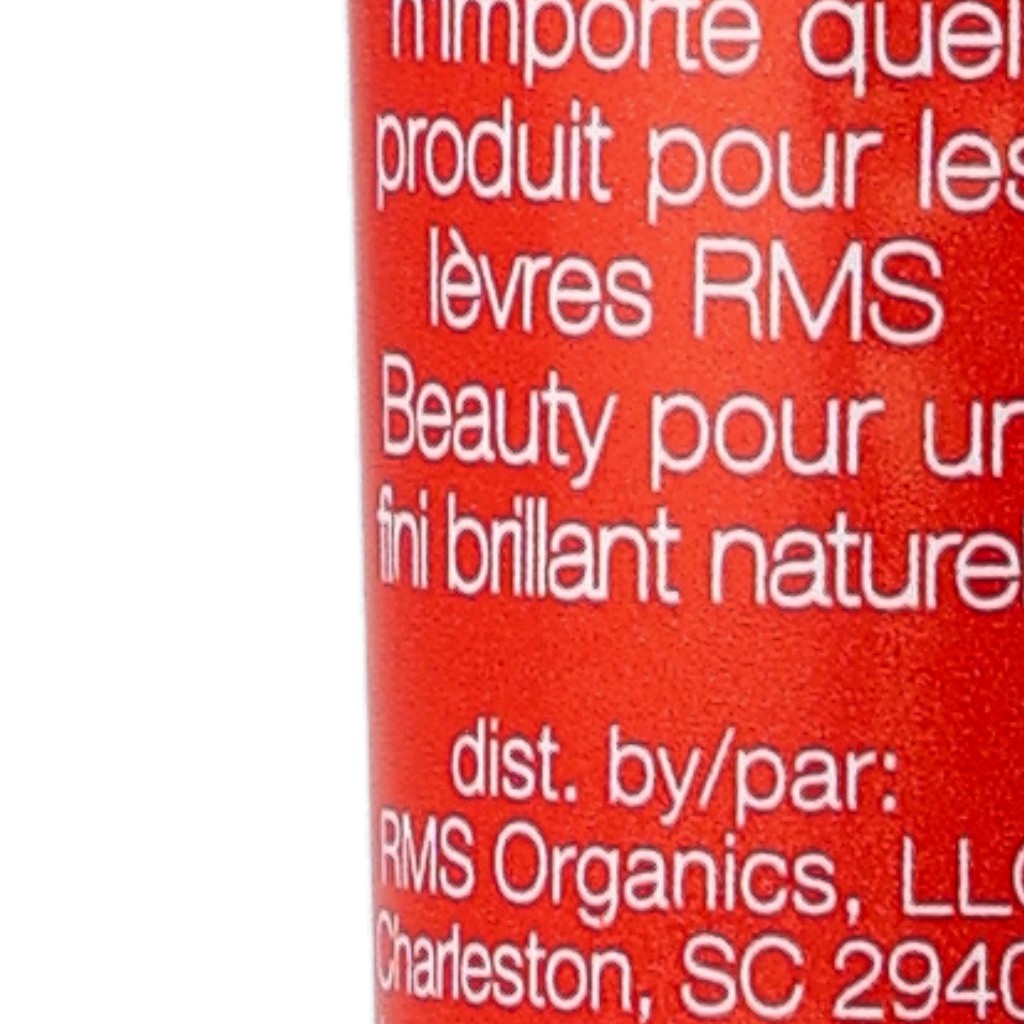 n'importe quel
produit pour les
lèvres RMS
Beauty pour un
fini brillant naturel
dist. by/par:
RMS Organics, LLC
Charleston, SC 2940